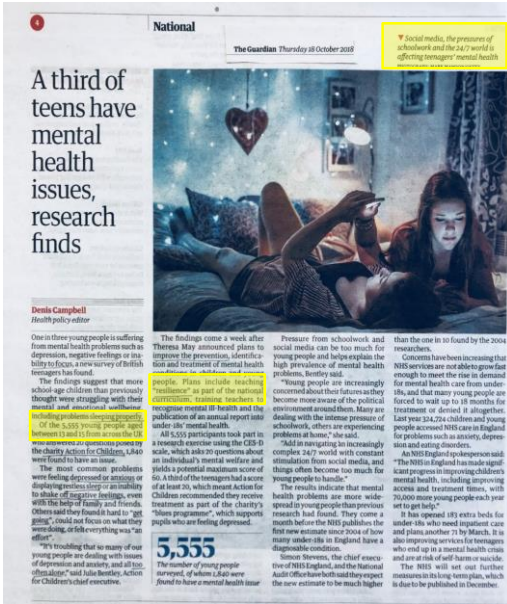 4
National
The Guardian Thursday 18 October 2018
▼ Social media, the pressures of
schoolwork and the 24/7 world is
affecting teenagers' mental health
A third of
teens have
mental
health
issues,
research
finds
Denis Campbell
Health policy editor
One in three young people is suffering
from mental health problems such as
depression, negative feelings or ina-
bility to focus, a new survey of British
teenagers has found.
The findings suggest that more
school-age children than previously
thought were struggling with their
mental and emotional wellbeing,
including problems sleeping properly.
Of the 5,555 young people aged
between 13 and 15 from across the UK
who answered 20 questions posed by
the charity Action for Children, 1,840
were found to have an issue.
The most common problems
were feeling depressed or anxious or
displaying restless sleep or an inability
to shake off negative feelings, even
with the help of family and friends.
Others said they found it hard to "get
going", could not focus on what they
were doing, or felt everything was "an
effort".
"It's troubling that so many of our
young people are dealing with issues
of depression and anxiety, and all too
often alone," said Julie Bentley, Action
for Children's chief executive.
The findings come a week after
Theresa May announced plans to
improve the prevention, identifica-
tion and treatment of mental health
people. Plans include teaching
"resilience" as part of the national
curriculum, training teachers to
recognise mental ill-health and the
publication of an annual report into
under-18s' mental health.
All 5,555 participants took part in
a research exercise using the CES-D
scale, which asks 20 questions about
an individual's mental welfare and
yields a potential maximum score of
60. A third of the teenagers had a score
of at least 20, which meant Action for
Children recommended they receive
treatment as part of the charity's
"Blues programme", which supports
pupils who are feeling depressed.
5,555
The number of young people
surveyed, of whom 1,840 were
found to have a mental health issue
Pressure from schoolwork and
social media can be too much for
young people and helps explain the
high prevalence of mental health
problems, Bentley said.
"Young people are increasingly
concerned about their futures as they
become more aware of the political
environment around them. Many are
dealing with the intense pressure of
schoolwork, others are experiencing
problems at home," she said.
"Add in navigating an increasingly
complex 24/7 world with constant
stimulation from social media, and
things often become too much for
young people to handle."
The results indicate that mental
health problems are more wide-
spread in young people than previous
research had found. They come a
month before the NHS publishes the
first new estimate since 2004 of how
many under-18s in England have a
diagnosable condition.
Simon Stevens, the chief execu-
tive of NHS England, and the National
Audit Office have both said they expect
the new estimate to be much higher
than the one in 10 found by the 2004
researchers.
Concerns have been increasing that
NHS services are not able to grow fast
enough to meet the rise in demand
for mental health care from under-
18s, and that many young people are
forced to wait up to 18 months for
treatment or denied it altogether.
Last year 324,724 children and young
people accessed NHS care in England
for problems such as anxiety, depres-
sion and eating disorders.
An NHS England spokesperson said:
"The NHS in England has made signif-
icant progress in improving children's
mental health, including improving
access and treatment times, with
70,000 more young people each year
set to get help."
It has opened 183 extra beds for
under-18s who need inpatient care
and plans another 71 by March. It is
also improving services for teenagers
who end up in a mental health crisis
and are at risk of self-harm or suicide.
The NHS will set out further
measures in its long-term plan, which
is due to be published in December.